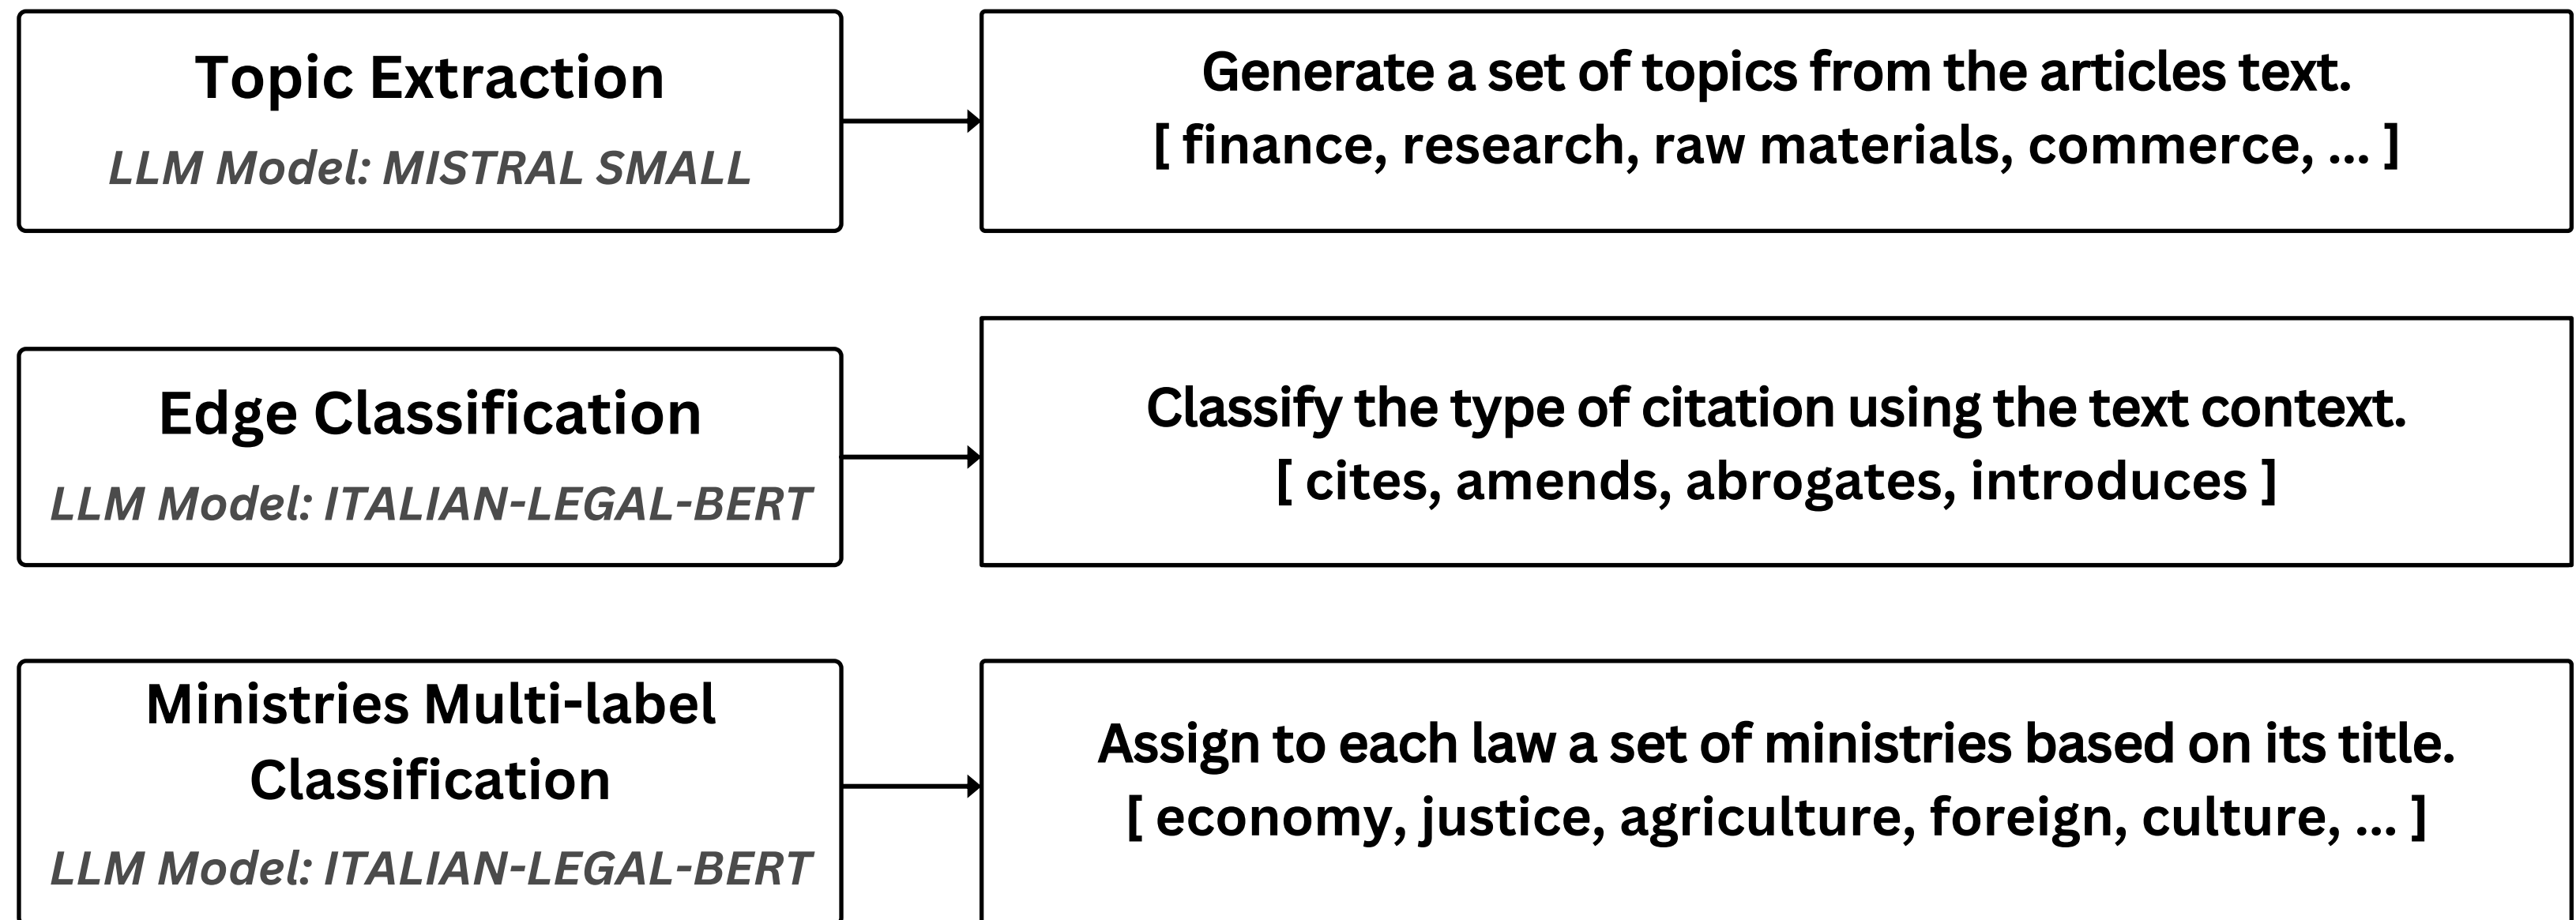 Topic Extraction
LLM Model: MISTRAL SMALL
Generate a set of topics from the articles text.
[ finance, research, raw materials, commerce, ... ]
Edge Classification
LLM Model: ITALIAN-LEGAL-BERT
Classify the type of citation using the text context.
[ cites, amends, abrogates, introduces ]
Ministries Multi-label
Classification
LLM Model: ITALIAN-LEGAL-BERT
Assign to each law a set of ministries based on its title.
[ economy, justice, agriculture, foreign, culture, ... ]